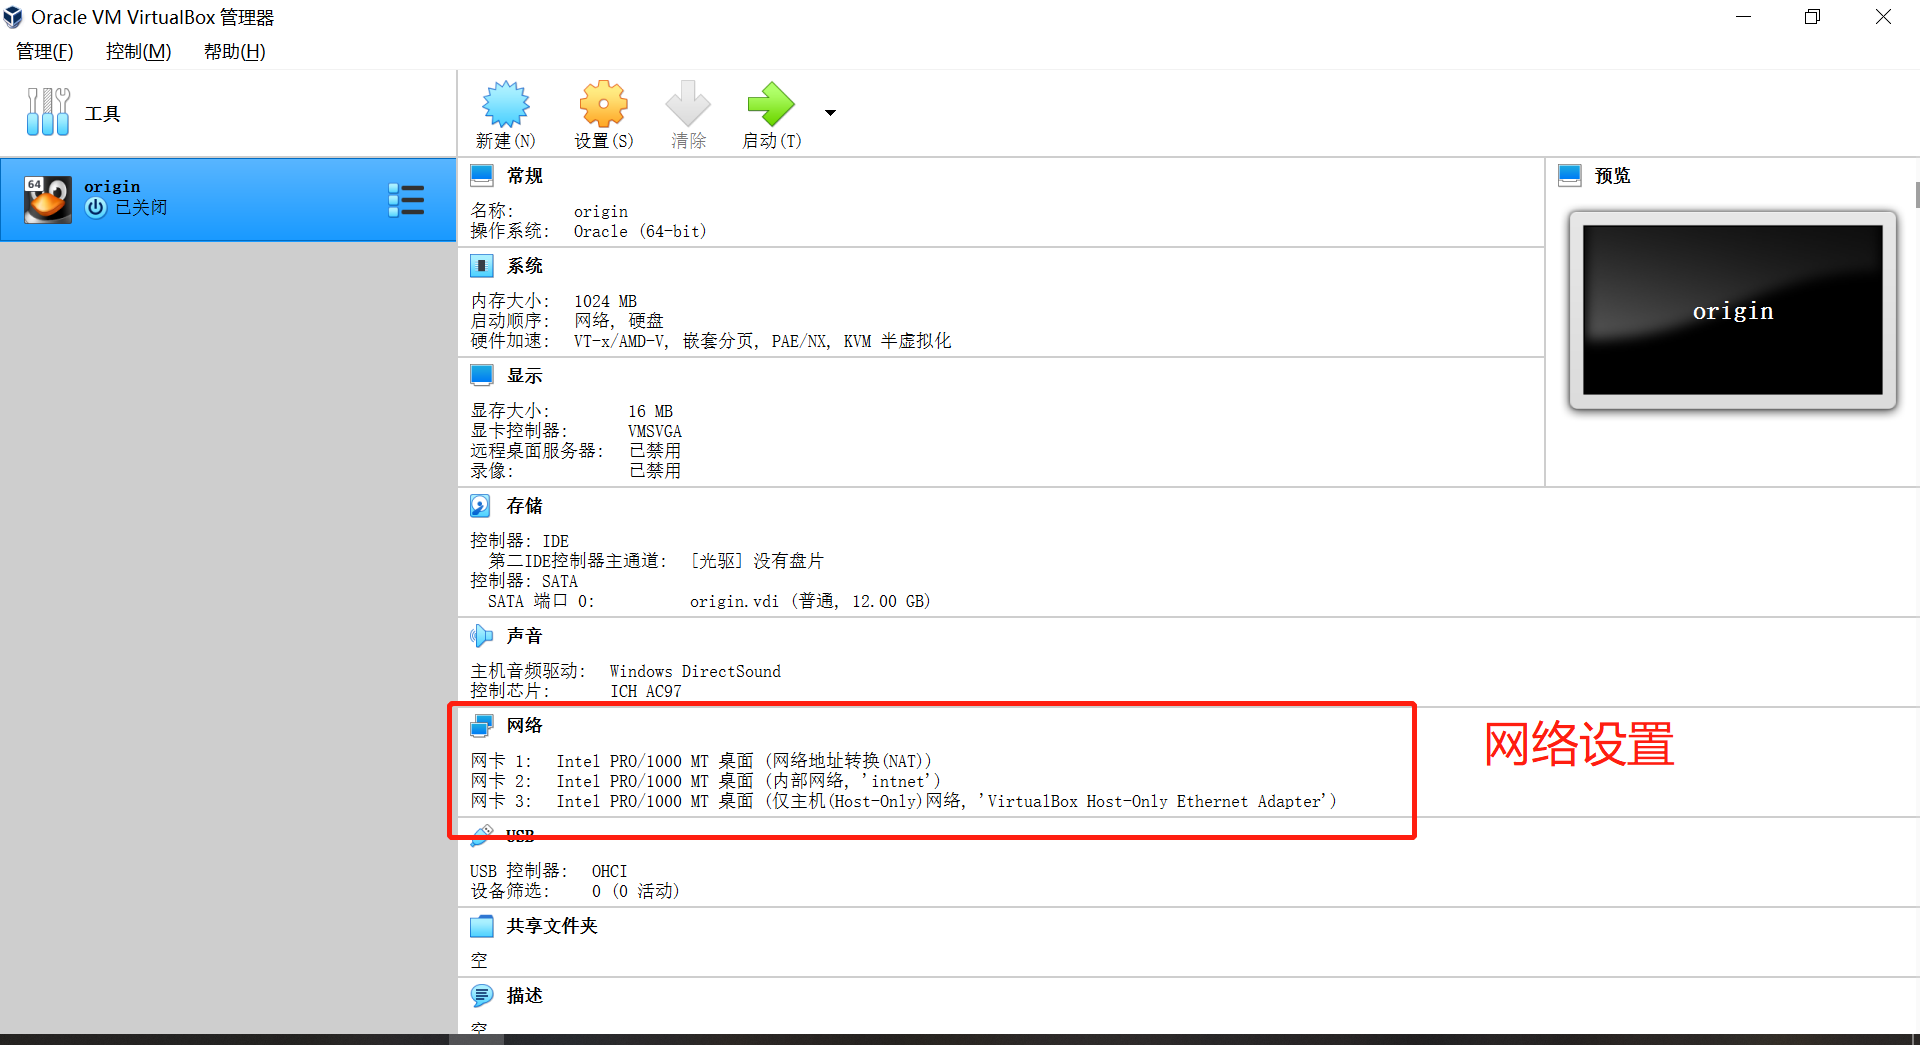 Oracle VM VirtualBox 管理器
管理(F) 控制(M) 帮助(H)
工具
新建(N) 设置(S) 清除 启动(T)
64
origin
已关闭
常规
名称: origin
操作系统: Oracle (64-bit)
预览
origin
系统
内存大小: 1024 MB
启动顺序: 网络, 硬盘
硬件加速: VT-x/AMD-V, 嵌套分页, PAE/NX, KVM 半虚拟化
显示
显存大小: 16 MB
显卡控制器: VMSVGA
远程桌面服务器: 已禁用
录像: 已禁用
存储
控制器: IDE
第二IDE控制器主通道: [光驱] 没有盘片
控制器: SATA
SATA 端口 0: origin.vdi (普通, 12.00 GB)
声音
主机音频驱动: Windows DirectSound
控制芯片: ICH AC97
网络
网卡 1: Intel PRO/1000 MT 桌面 (网络地址转换(NAT))
网卡 2: Intel PRO/1000 MT 桌面 (内部网络, 'intnet')
网卡 3: Intel PRO/1000 MT 桌面 (仅主机(Host-Only)网络, 'VirtualBox Host-Only Ethernet Adapter')
网络设置
USB
USB 控制器: OHCI
设备筛选: 0 (0 活动)
共享文件夹
空
描述
空